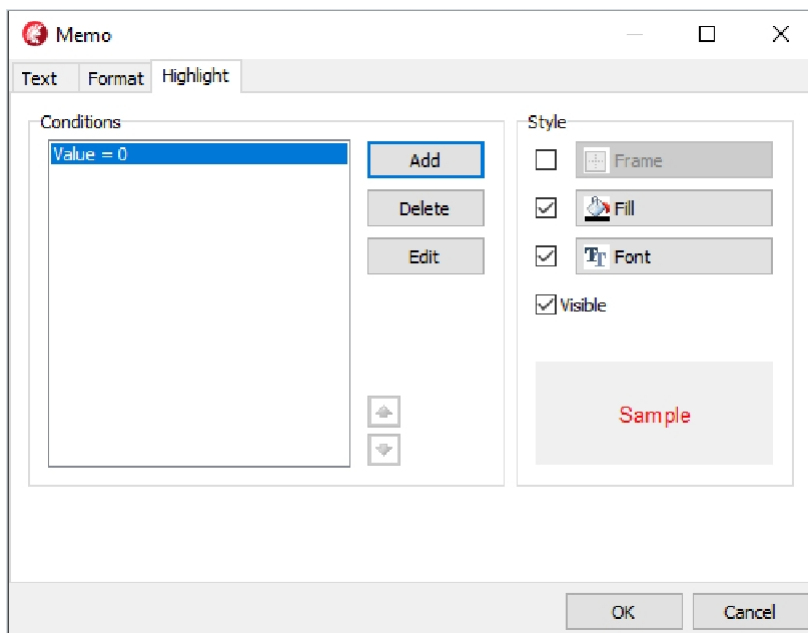 Memo
Text Format Highlight
Conditions
Value = 0
Add
Delete
Edit
Style
Frame
Fill
Font
Visible
Sample
OK Cancel